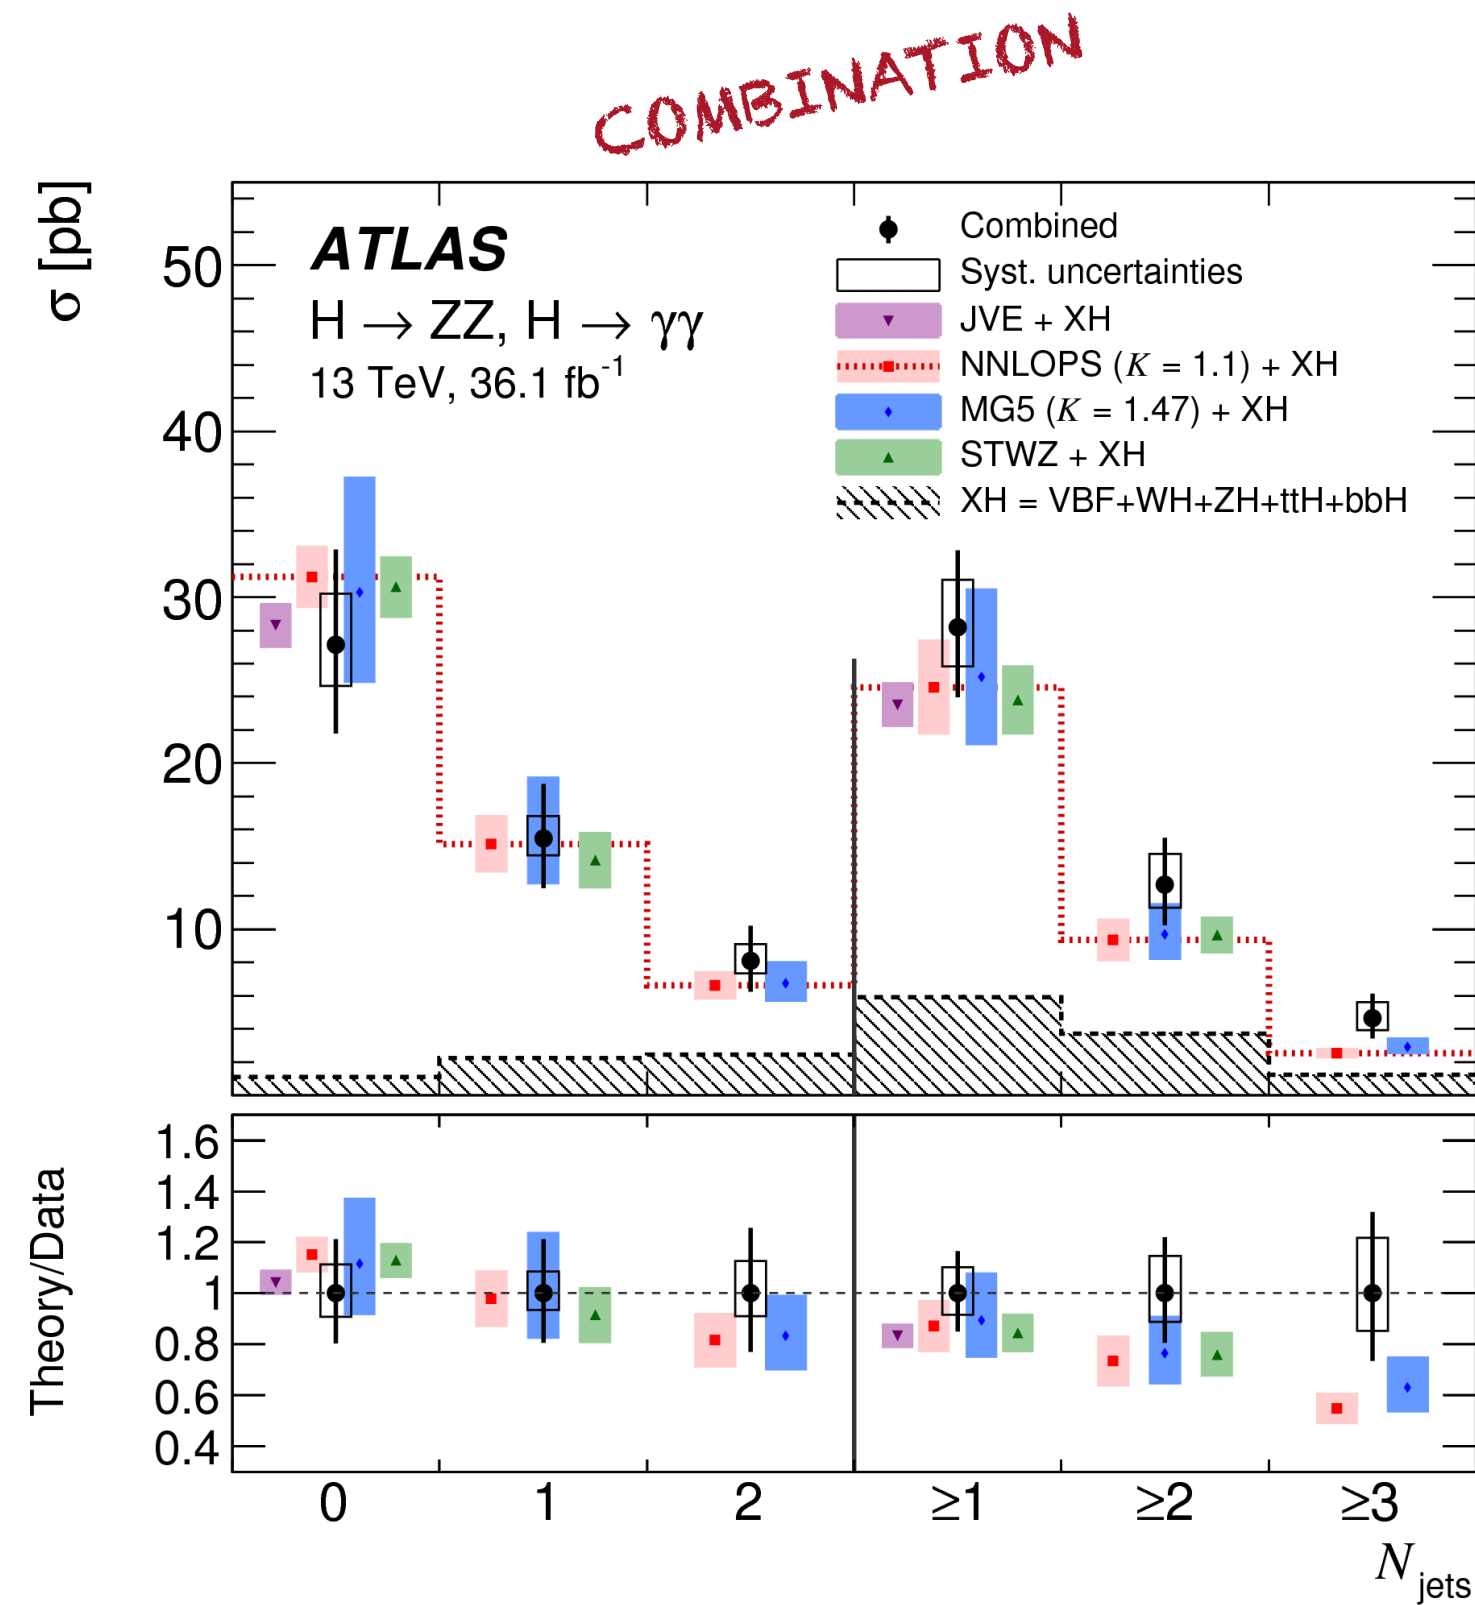 COMBINATION
σ [pb]
50
40
30
20
10
ATLAS
H → ZZ, H → γγ
13 TeV, 36.1 fb⁻¹
Combined
Syst. uncertainties
JVE + XH
NNLOPS (K = 1.1) + XH
MG5 (K = 1.47) + XH
STWZ + XH
XH = VBF+WH+ZH+ttH+bbH
Theory/Data
1.6
1.4
1.2
1
0.8
0.6
0.4
0 1 2 ≥1 ≥2 ≥3
N jets